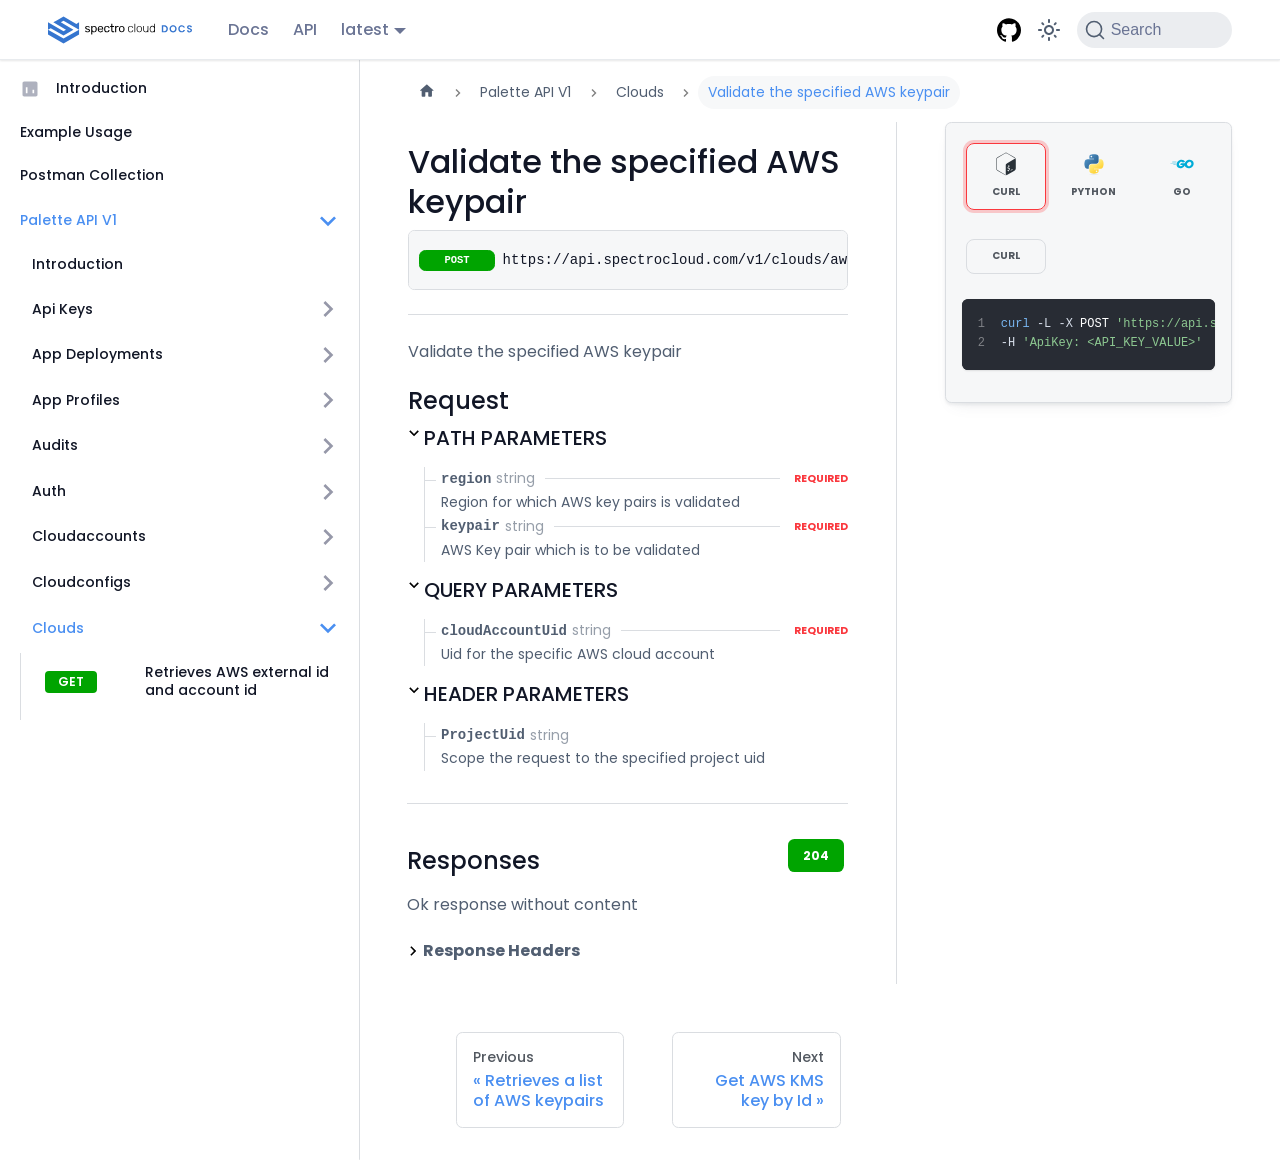 spectro cloud DOCS
Docs
API
latest
Search
Introduction
Example Usage
Postman Collection
Palette API V1
Introduction
Api Keys
App Deployments
App Profiles
Audits
Auth
Cloudaccounts
Cloudconfigs
Clouds
GET
Retrieves AWS external id
and account id
Palette API V1
Clouds
Validate the specified AWS keypair
Validate the specified AWS
keypair
POST https://api.spectrocloud.com/v1/clouds/aw
Validate the specified AWS keypair
Request
PATH PARAMETERS
region string REQUIRED
Region for which AWS key pairs is validated
keypair string REQUIRED
AWS Key pair which is to be validated
QUERY PARAMETERS
cloudAccountUid string REQUIRED
Uid for the specific AWS cloud account
HEADER PARAMETERS
ProjectUid string
Scope the request to the specified project uid
Responses
204
Ok response without content
Response Headers
Previous
« Retrieves a list
of AWS keypairs
Next
Get AWS KMS
key by Id »
CURL
PYTHON
GO
CURL
1 curl -L -X POST 'https://api.s
2 -H 'ApiKey: <API_KEY_VALUE>'